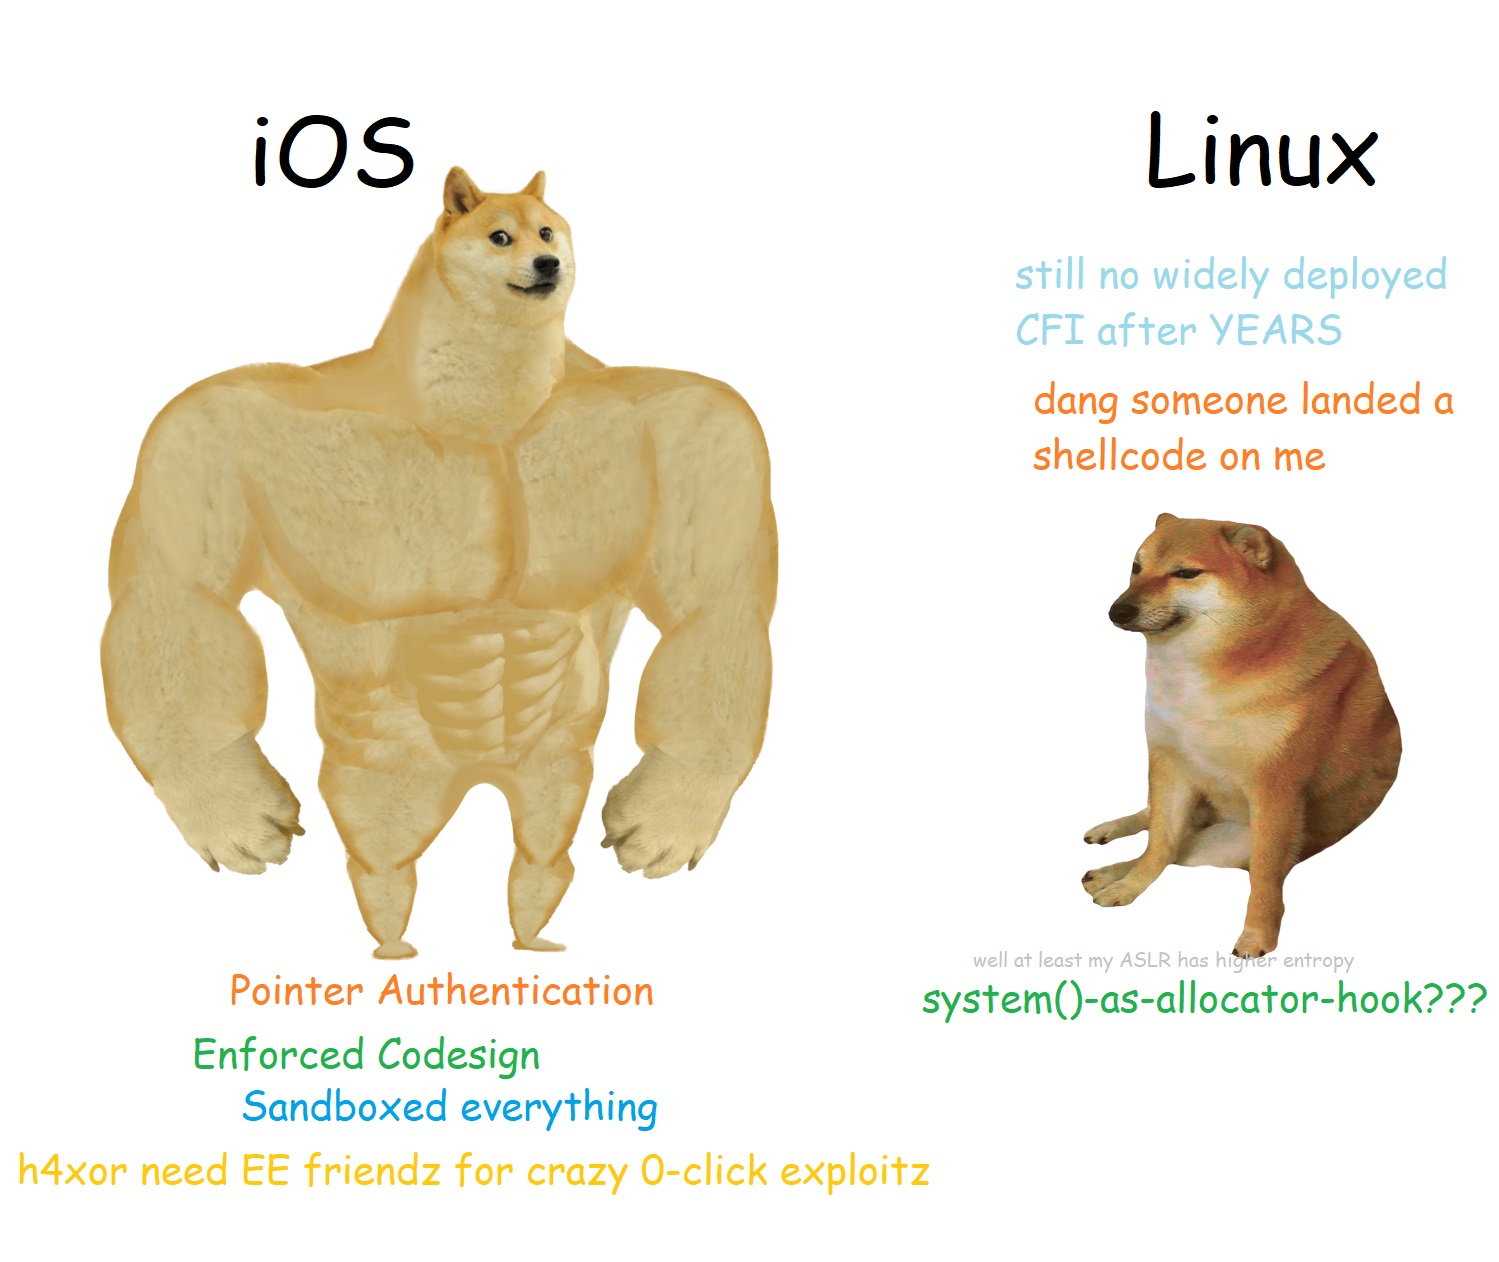 iOS
Linux
still no widely deployed
CFI after YEARS
dang someone landed a
shellcode on me
well at least my ASLR has higher entropy
system()-as-allocator-hook???
Pointer Authentication
Enforced Codesign
Sandboxed everything
h4xor need EE friendz for crazy 0-click exploitz